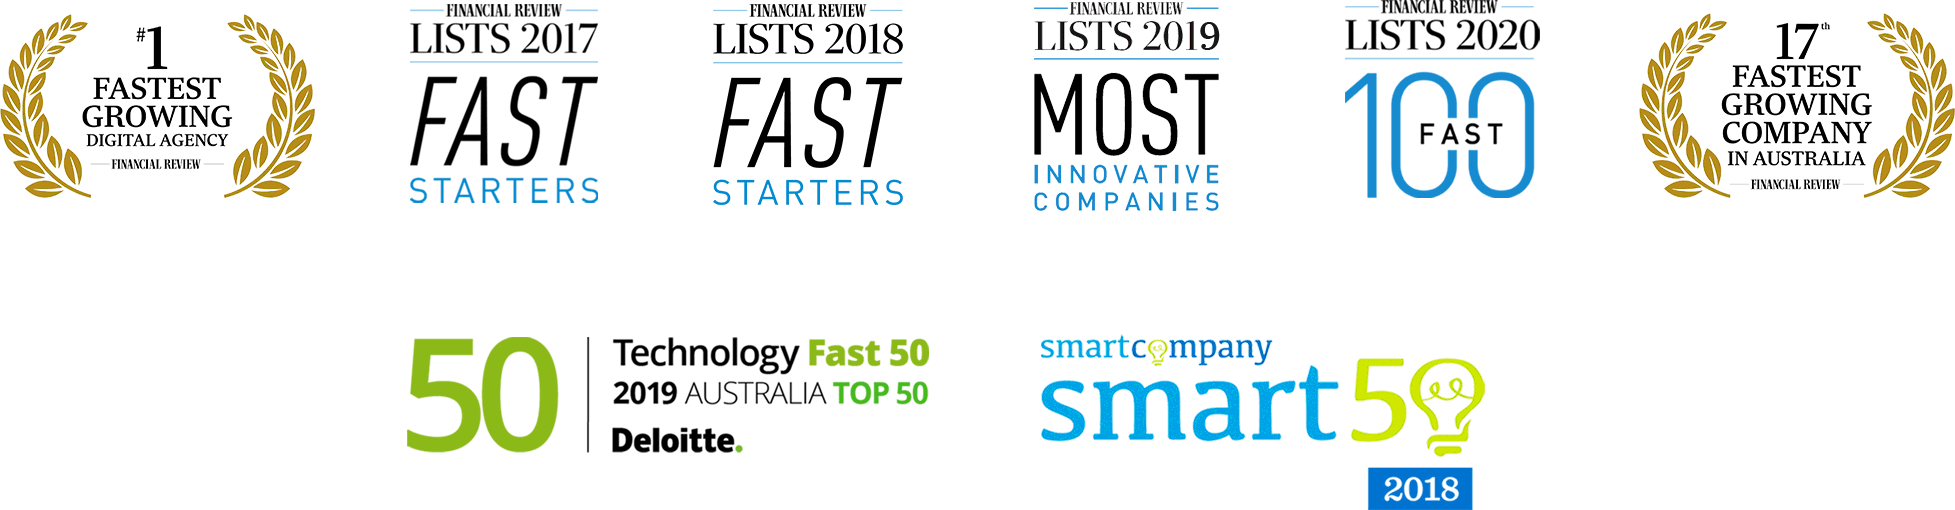 #1
FASTEST
GROWING
DIGITAL AGENCY
FINANCIAL REVIEW
FINANCIAL REVIEW
LISTS 2017
FAST
STARTERS
FINANCIAL REVIEW
LISTS 2018
FAST
STARTERS
FINANCIAL REVIEW
LISTS 2019
MOST
INNOVATIVE
COMPANIES
FINANCIAL REVIEW
LISTS 2020
100
FAST
17th
FASTEST
GROWING
COMPANY
IN AUSTRALIA
FINANCIAL REVIEW
50
Technology Fast 50
2019 AUSTRALIA TOP 50
Deloitte.
smartcompany
smart50
2018